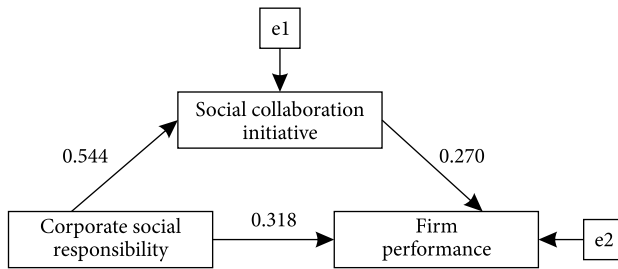 e1
Social collaboration
initiative
0.544
0.270
Corporate social
responsibility
0.318
Firm
performance
e2